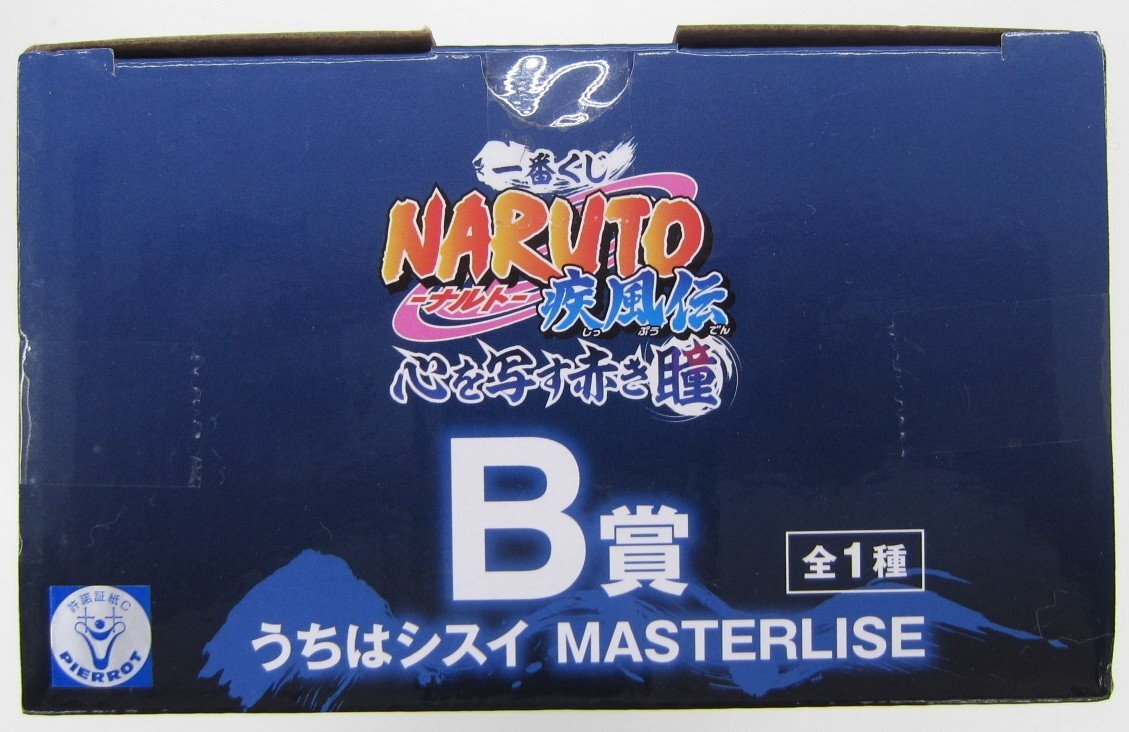 一番くじ
NARUTO
-ナルト-
疾風伝
しっ ぷう でん
心を写す赤き瞳
B賞
全1種
うちはシスイ MASTERLISE
許諾証紙C
PIERROT